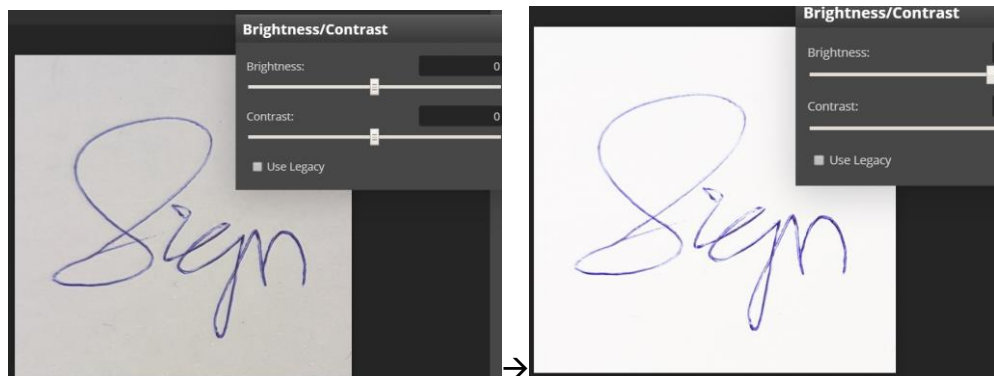 Brightness/Contrast
Brightness:
0
Contrast:
0
Use Legacy
Sign
→
Brightness/Contrast
Brightness:
Contrast:
Use Legacy
Sign